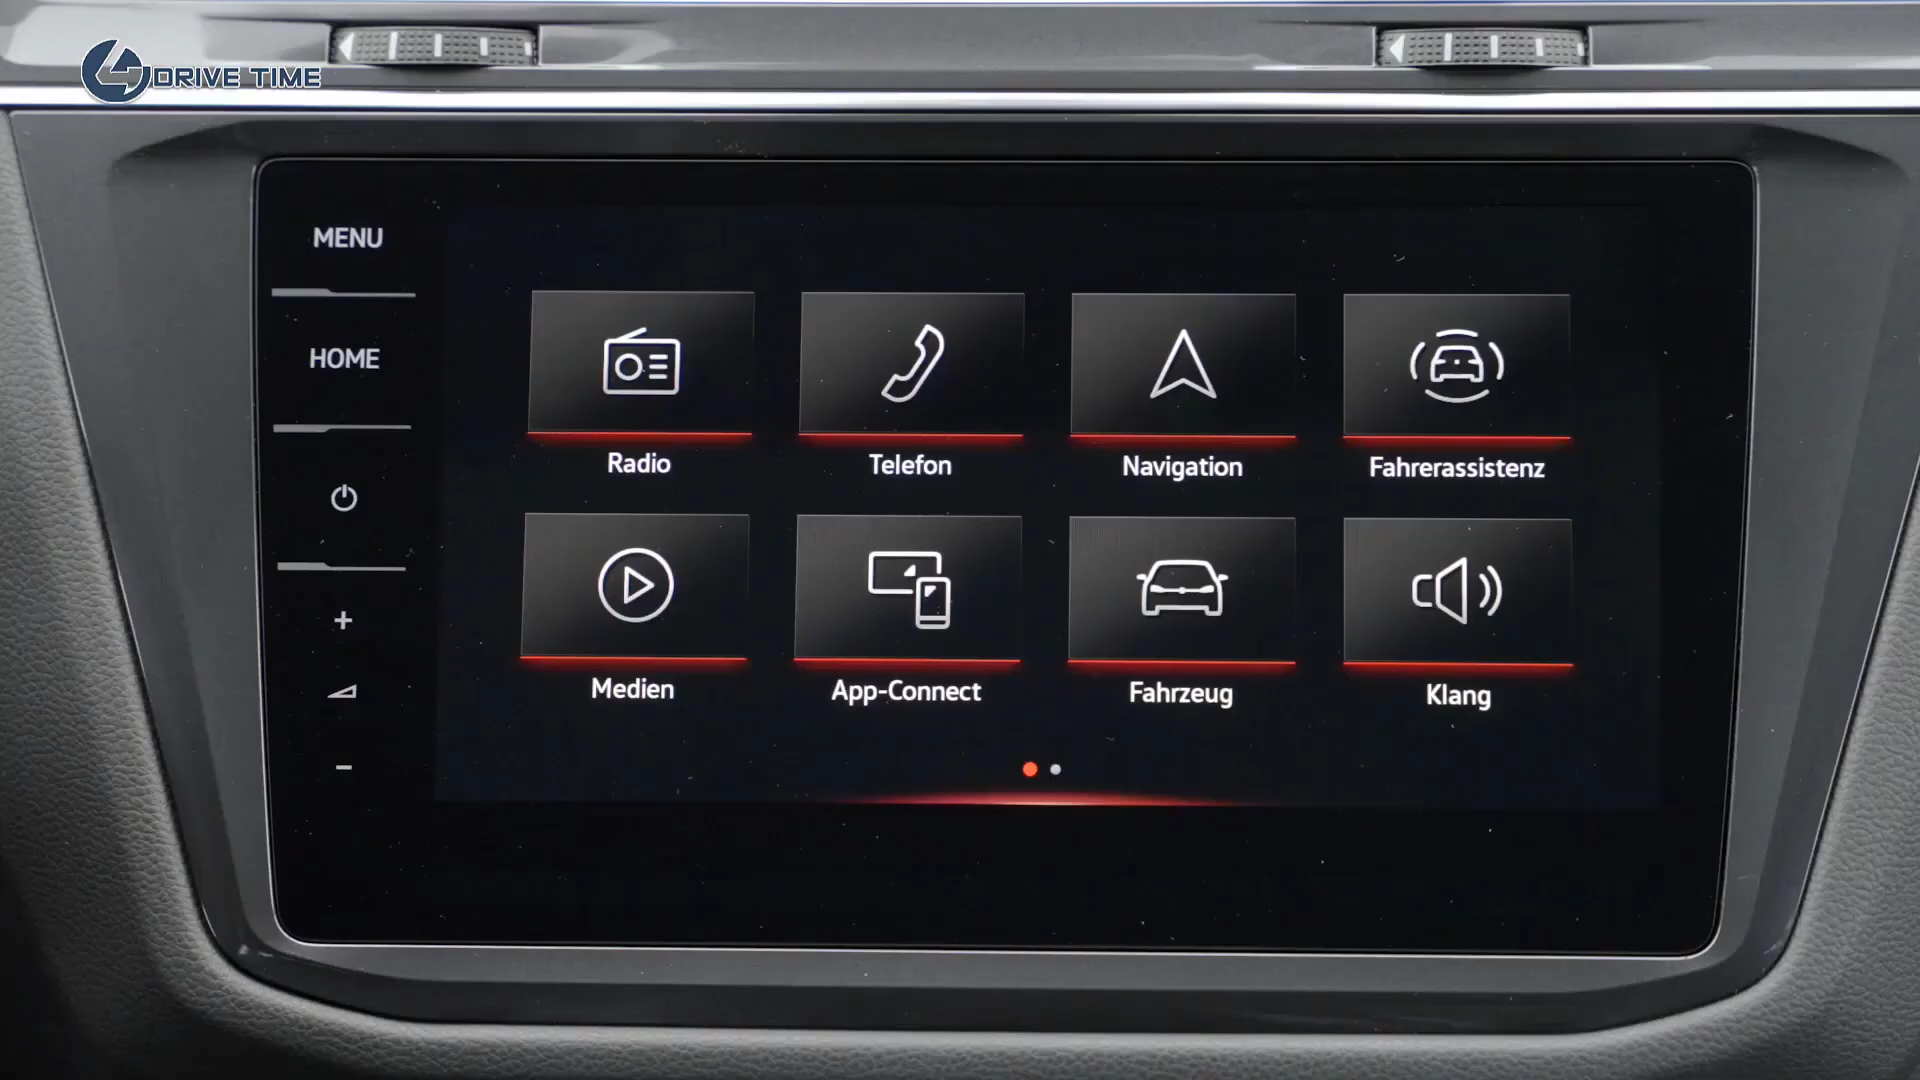 DRIVE TIME
MENU
HOME
+
-
Radio
Telefon
Navigation
Fahrerassistenz
Medien
App-Connect
Fahrzeug
Klang